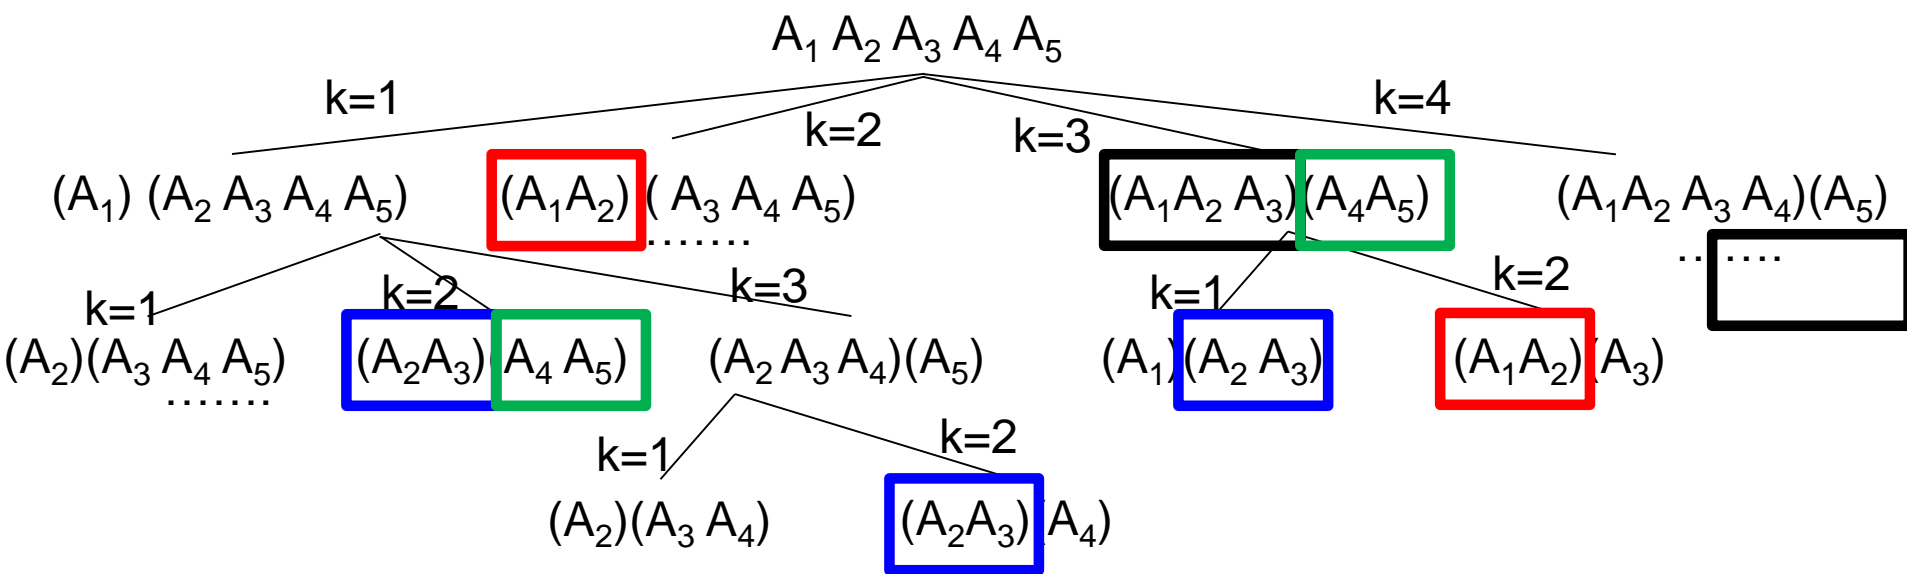 A₁ A₂ A₃ A₄ A₅
k=1
k=2
k=3
k=4
(A₁) (A₂ A₃ A₄ A₅)
(A₁A₂) ( A₃ A₄ A₅)
(A₁A₂ A₃)(A₄A₅)
(A₁A₂ A₃ A₄)(A₅)
.......
.......
k=1
k=2
k=3
k=1
k=2
(A₂)(A₃ A₄ A₅)
(A₂A₃)(A₄ A₅)
(A₂ A₃ A₄)(A₅)
(A₁)(A₂ A₃)
(A₁A₂)(A₃)
.......
k=1
k=2
(A₂)(A₃ A₄)
(A₂A₃)(A₄)